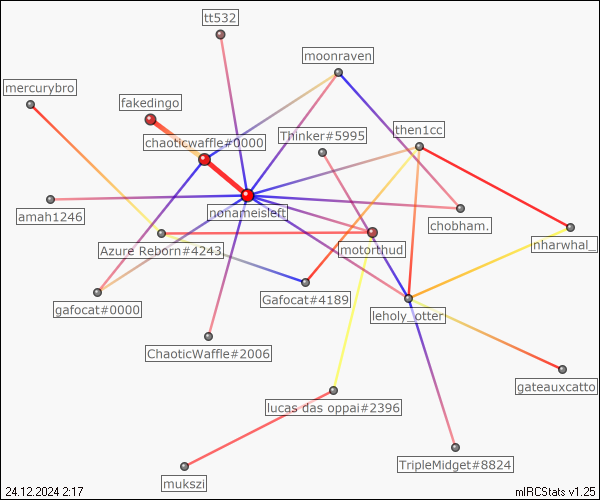 tt532
moonraven
mercurybro
fakedingo
then1cc
Thinker#5995
chaoticwaffle#0000
nonameisleft
amah1246
chobham.
nharwhal_
Azure Reborn#4243
motorthud
Gafocat#4189
gafocat#0000
leholy_otter
ChaoticWaffle#2006
gateauxcatto
lucas das oppai#2396
TripleMidget#8824
mukszi
24.12.2024 2:17
mIRCStats v1.25